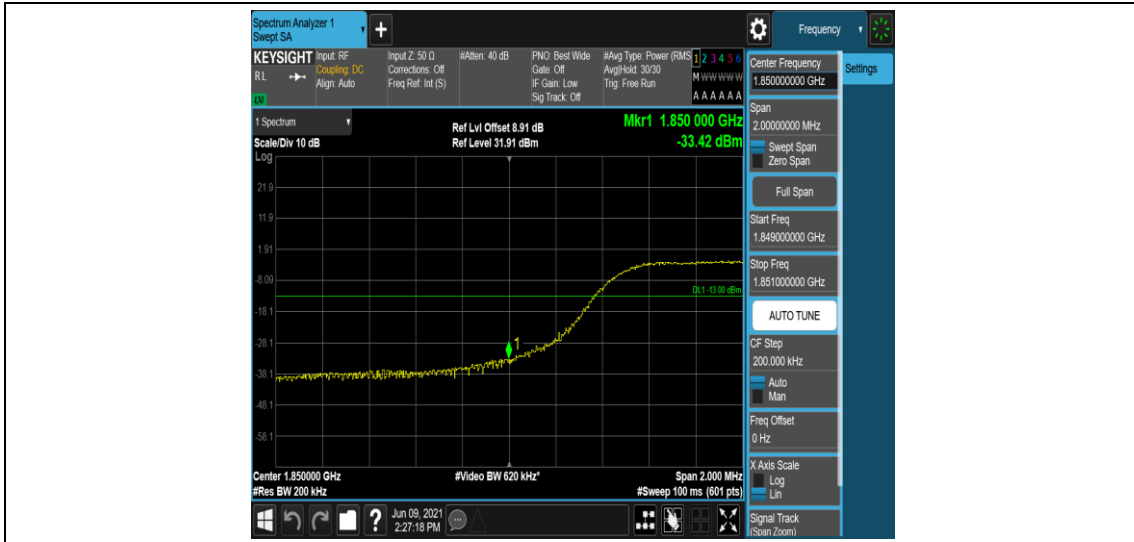 Spectrum Analyzer 1
Swept SA
+
Frequency
KEYSIGHT
RL
Input: RF
Coupling: DC
Align: Auto
Input Z: 50 Ω
Corrections: Off
Freq Ref: Int (S)
#Atten: 40 dB
PNO: Best Wide
Gate: Off
IF Gain: Low
Sig Track: Off
#Avg Type: Power (RMS
Avg|Hold: 30/30
Trig: Free Run
1 2 3 4 5 6
M W W W W W
A A A A A A
1 Spectrum
Scale/Div 10 dB
Log
Ref Lvl Offset 8.91 dB
Ref Level 31.91 dBm
Mkr1 1.850 000 GHz
-33.42 dBm
21.9
11.9
1.91
-8.09
-18.1
-28.1
-38.1
-48.1
-58.1
DL1 -13.00 dBm
1
Center 1.850000 GHz
#Res BW 200 kHz
#Video BW 620 kHz*
Span 2.000 MHz
#Sweep 100 ms (601 pts)
Center Frequency
1.850000000 GHz
Settings
Span
2.00000000 MHz
Swept Span
Zero Span
Full Span
Start Freq
1.849000000 GHz
Stop Freq
1.851000000 GHz
AUTO TUNE
CF Step
200.000 kHz
Auto
Man
Freq Offset
0 Hz
X Axis Scale
Log
Lin
Signal Track
(Span Zoom)
?
Jun 09, 2021
2:27:18 PM